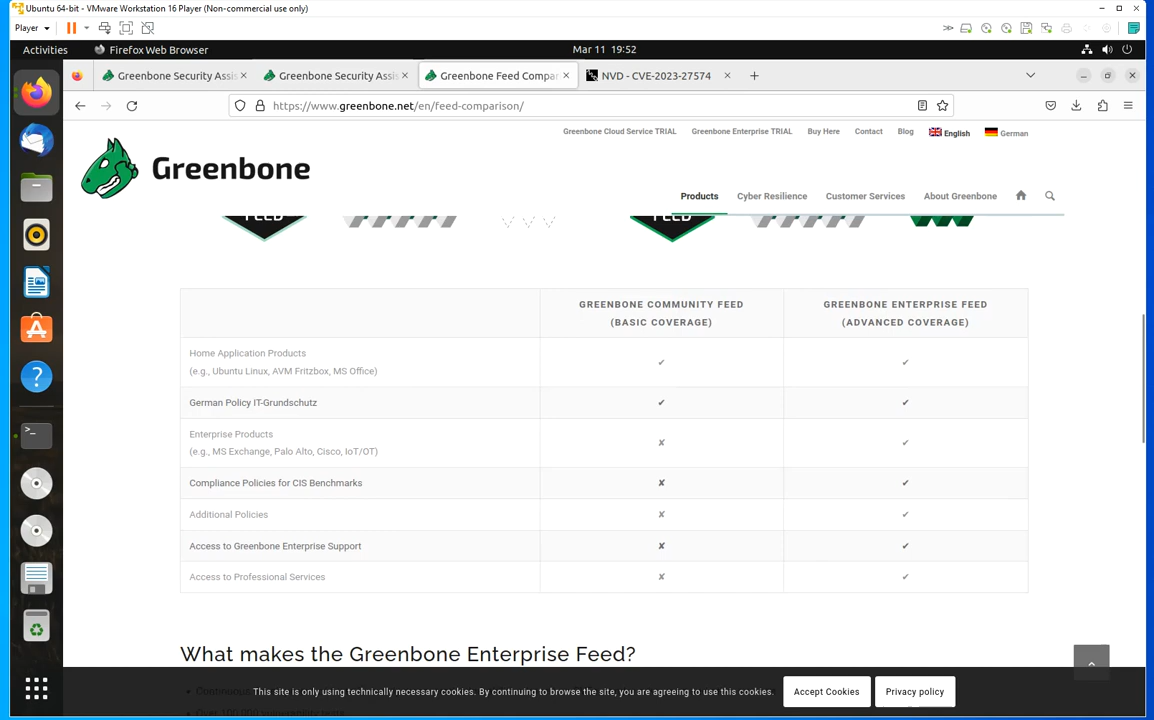 Ubuntu 64-bit - VMware Workstation 16 Player (Non-commercial use only)
Player
Activities
Firefox Web Browser
Mar 11 19:52
Greenbone Security Assis
Greenbone Security Assis
Greenbone Feed Compar
NVD - CVE-2023-27574
https://www.greenbone.net/en/feed-comparison/
Greenbone Cloud Service TRIAL
Greenbone Enterprise TRIAL
Buy Here
Contact
Blog
English
German
Greenbone
Products
Cyber Resilience
Customer Services
About Greenbone
FEED
FEED
GREENBONE COMMUNITY FEED
(BASIC COVERAGE)
GREENBONE ENTERPRISE FEED
(ADVANCED COVERAGE)
Home Application Products
(e.g., Ubuntu Linux, AVM Fritzbox, MS Office)
✔ ✔
German Policy IT-Grundschutz
✔ ✔
Enterprise Products
(e.g., MS Exchange, Palo Alto, Cisco, IoT/OT)
✘ ✔
Compliance Policies for CIS Benchmarks
✘ ✔
Additional Policies
✘ ✔
Access to Greenbone Enterprise Support
✘ ✔
Access to Professional Services
✘ ✔
What makes the Greenbone Enterprise Feed?
This site is only using technically necessary cookies. By continuing to browse the site, you are agreeing to use this cookies.
Accept Cookies
Privacy policy